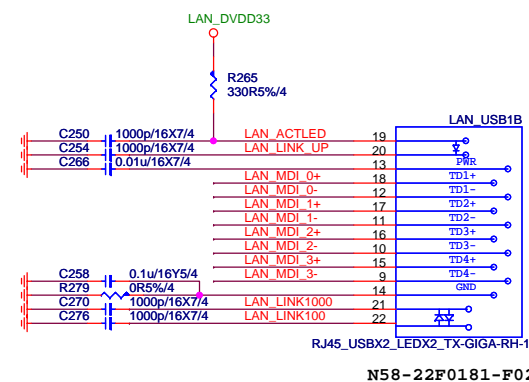 LAN_DVDD33
R265
330R5%/4
LAN_USB1B
C250 1000p/16X7/4 LAN_ACTLED 19
C254 1000p/16X7/4 LAN_LINK_UP 20
C266 0.01u/16X7/4 13 PWR
LAN_MDI_0+ 18 TD1+
LAN_MDI_0- 12 TD1-
LAN_MDI_1+ 17 TD2+
LAN_MDI_1- 11 TD2-
LAN_MDI_2+ 16 TD3+
LAN_MDI_2- 10 TD3-
LAN_MDI_3+ 15 TD4+
C258 0.1u/16Y5/4 LAN_MDI_3- 9 TD4-
R279 0R5%/4 14 GND
C270 1000p/16X7/4 LAN_LINK1000 21
C276 1000p/16X7/4 LAN_LINK100 22
RJ45_USBX2_LEDX2_TX-GIGA-RH-1
N58-22F0181-F02